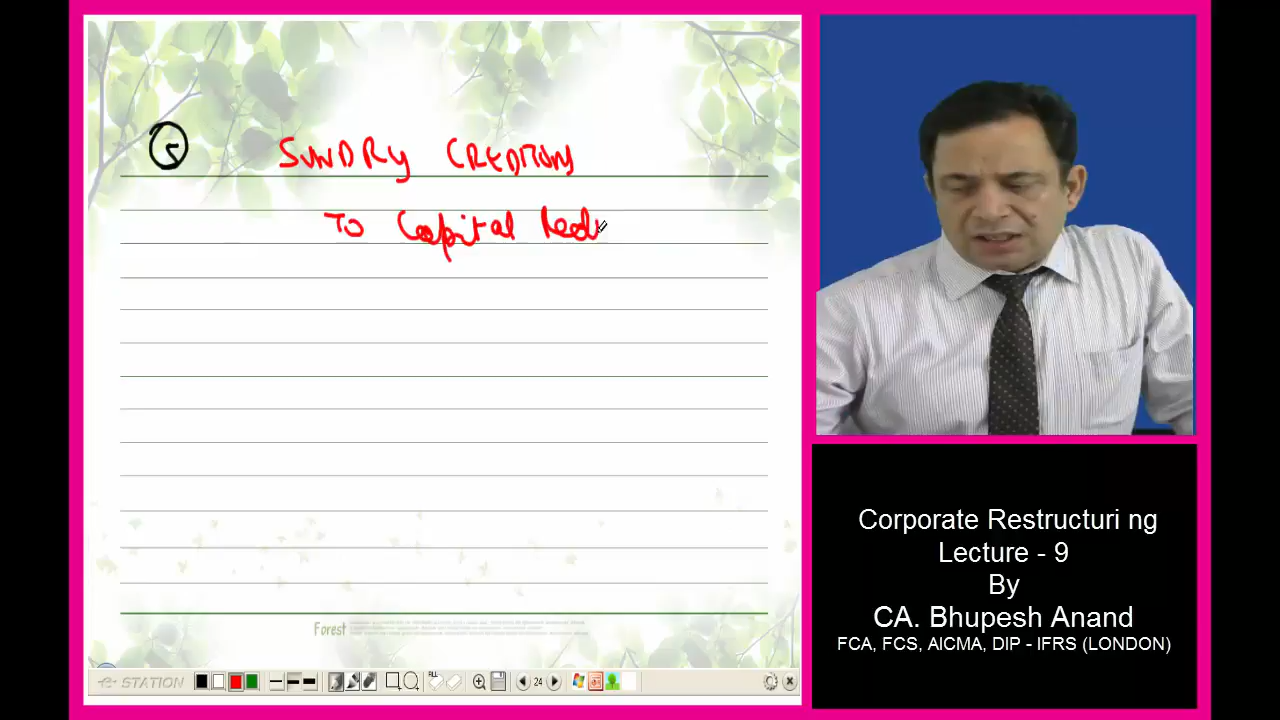 5 SUNDRY CREDITORS
To Capital Red
Forest
e-STATION
ALL
24
Corporate Restructuri ng
Lecture - 9
By
CA. Bhupesh Anand
FCA, FCS, AICMA, DIP - IFRS (LONDON)